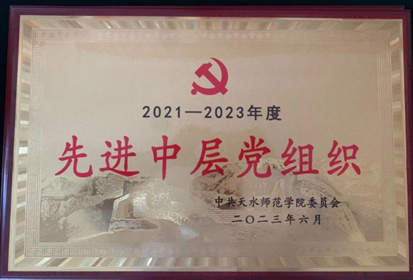 2021—2023年度
先进中层党组织
中共天水师范学院委员会
二〇二三年六月